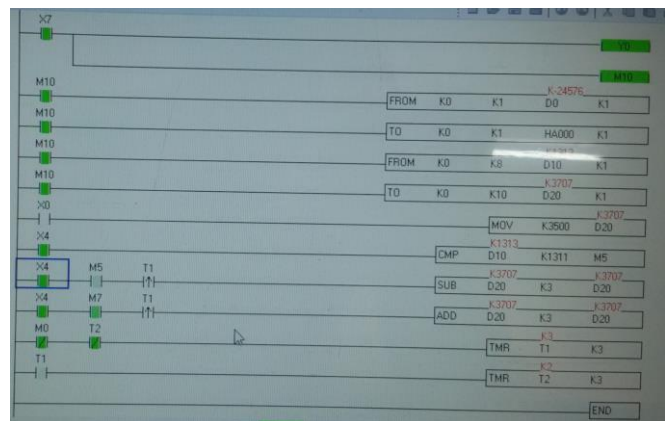 X7
Y0
M10
M10
K-24576
FROM K0 K1 D0 K1
M10
TO K0 K1 HA000 K1
M10
K1313
FROM K0 K8 D10 K1
M10
K3707
TO K0 K10 D20 K1
X0
K3707
MOV K3500 D20
X4
K1313
CMP D10 K1311 M5
X4 M5 T1
K3707 K3707
SUB D20 K3 D20
X4 M7 T1
K3707 K3707
ADD D20 K3 D20
M0 T2
K3
TMR T1 K3
T1
K2
TMR T2 K3
END